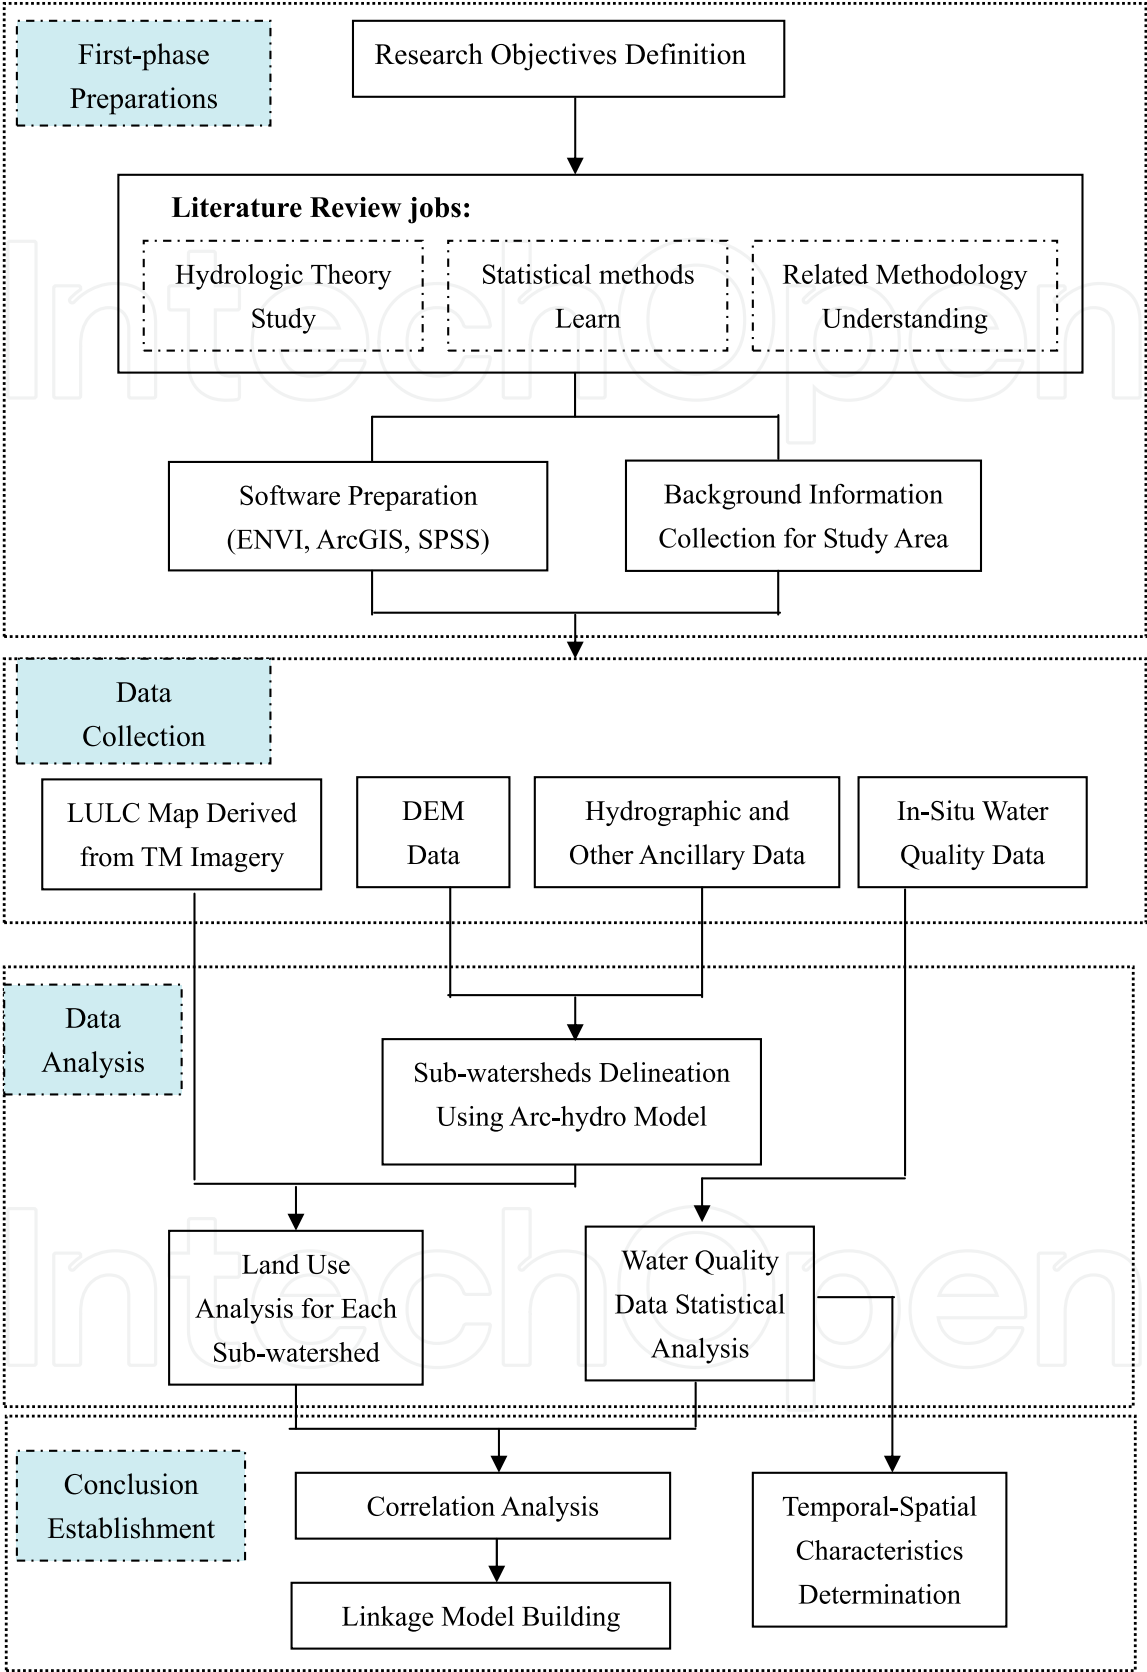 First-phase
Preparations
Research Objectives Definition
Literature Review jobs:
Hydrologic Theory
Study
Statistical methods
Learn
Related Methodology
Understanding
Software Preparation
(ENVI, ArcGIS, SPSS)
Background Information
Collection for Study Area
Data
Collection
LULC Map Derived
from TM Imagery
DEM
Data
Hydrographic and
Other Ancillary Data
In-Situ Water
Quality Data
Data
Analysis
Sub-watersheds Delineation
Using Arc-hydro Model
Land Use
Analysis for Each
Sub-watershed
Water Quality
Data Statistical
Analysis
Conclusion
Establishment
Correlation Analysis
Linkage Model Building
Temporal-Spatial
Characteristics
Determination
IntechOpen
IntechOpen